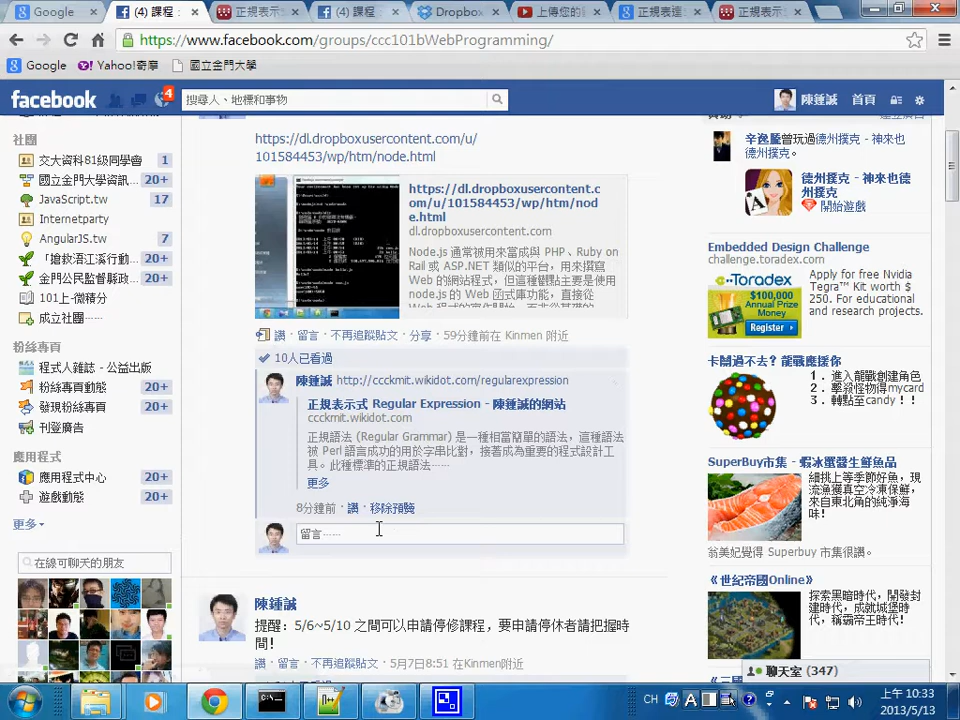 Google
(4) 課程
正規表示
(4) 課程
Dropbox
上傳您的
正規表達
正規表示
https://www.facebook.com/groups/ccc101bWebProgramming/
Google
Yahoo!奇摩
國立金門大學
facebook
4
搜尋人、地標和事物
陳鍾誠
首頁
社團
交大資科81級同學會 1
國立金門大學資訊... 20+
JavaScript.tw 17
Internetparty
AngularJS.tw 7
「搶救浯江溪行動... 20+
金門公民監督縣政... 20+
101上-微積分
成立社團......
粉絲專頁
程式人雜誌 - 公益出版
粉絲專頁動態 20+
發現粉絲專頁 20+
刊登廣告
應用程式
應用程式中心 20+
遊戲動態 20+
更多
在線可聊天的朋友
https://dl.dropboxusercontent.com/u/
101584453/wp/htm/node.html
https://dl.dropboxusercontent.c
om/u/101584453/wp/htm/nod
e.html
dl.dropboxusercontent.com
Node.js 通常被用來當成與 PHP、Ruby on
Rail 或 ASP.NET 類似的平台，用來撰寫
Web 的網站程式，但這種觀點主要是使用
node.js 的 Web 函式庫功能，直接從
讚 · 留言 · 不再追蹤貼文 · 分享 · 59分鐘前在 Kinmen 附近
10人已看過
陳鍾誠 http://ccckmit.wikidot.com/regularexpression
正規表示式 Regular Expression - 陳鍾誠的網站
ccckmit.wikidot.com
正規語法 (Regular Grammar) 是一種相當簡單的語法，這種語法
被 Perl 語言成功的用於字串比對，接著成為重要的程式設計工
具。此種標準的正規語法......
更多
8分鐘前 · 讚 · 移除預覽
留言......
陳鍾誠
提醒：5/6~5/10 之間可以申請停修課程，要申請停休者請把握時
間！
讚 · 留言 · 不再追蹤貼文 · 5月7日8:51 在Kinmen附近
辛逸駿曾玩過德州撲克 - 神來也
德州撲克。
德州撲克 - 神來也德
州撲克
開始遊戲
Embedded Design Challenge
challenge.toradex.com
Toradex
$100,000
Annual Prize
Money
Register
Apply for free Nvidia
Tegra™ Kit worth $
250. For educational
and research projects.
卡關過不去？龍戰應援你
1. 進入龍戰創建角色
2. 擊殺怪物得mycard
3. 轉點至candy！！
SuperBuy市集 - 蝦冰蟹醬生鮮魚品
細挑上等季節好魚，現
流漁獲真空冷凍保鮮，
來自東北角的純淨海鮮
味！
翁美妃覺得 Superbuy 市集很讚。
《世紀帝國Online》
探索黑暗時代，開發封
建時代，成就城堡時
代，稱霸帝王時代！
聊天室 (347)
CH
上午 10:33
2013/5/13